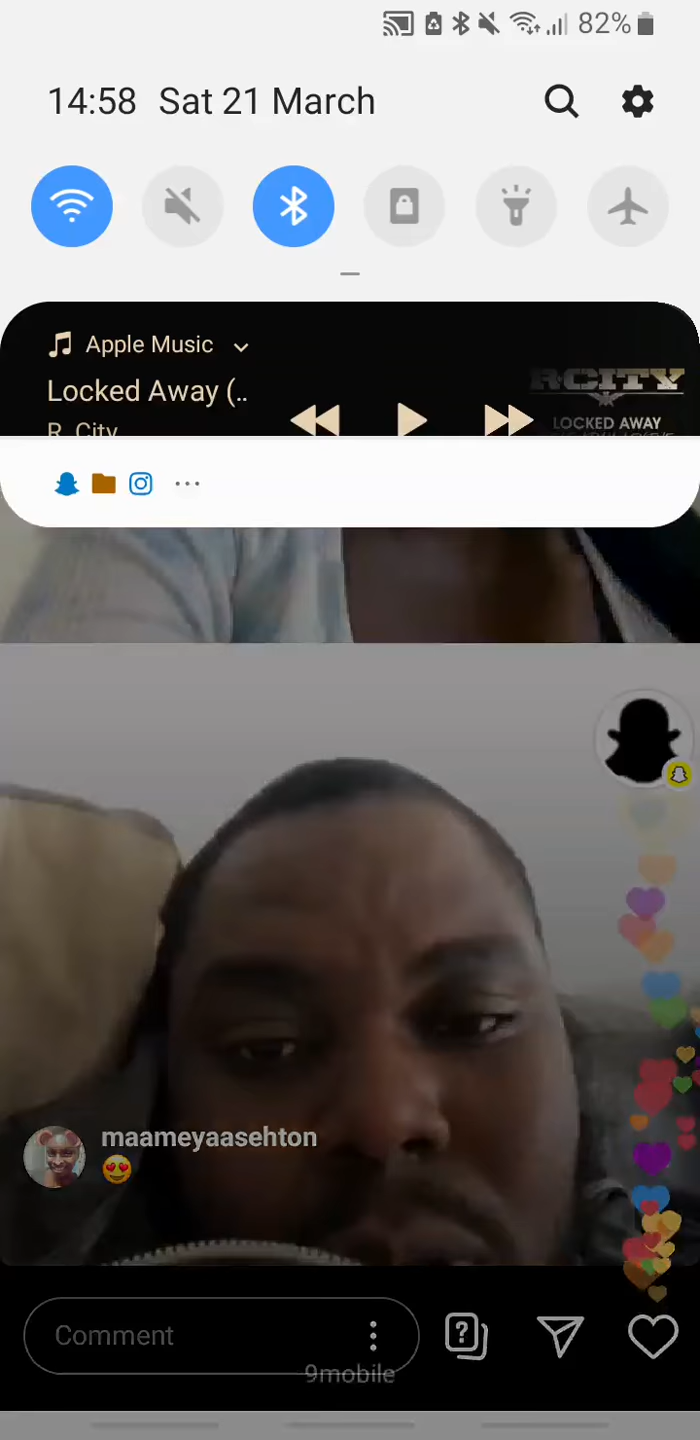 82%
14:58 Sat 21 March
Apple Music
Locked Away (..
R. City
R·CITY
LOCKED AWAY
maameyaasehton
Comment
9mobile